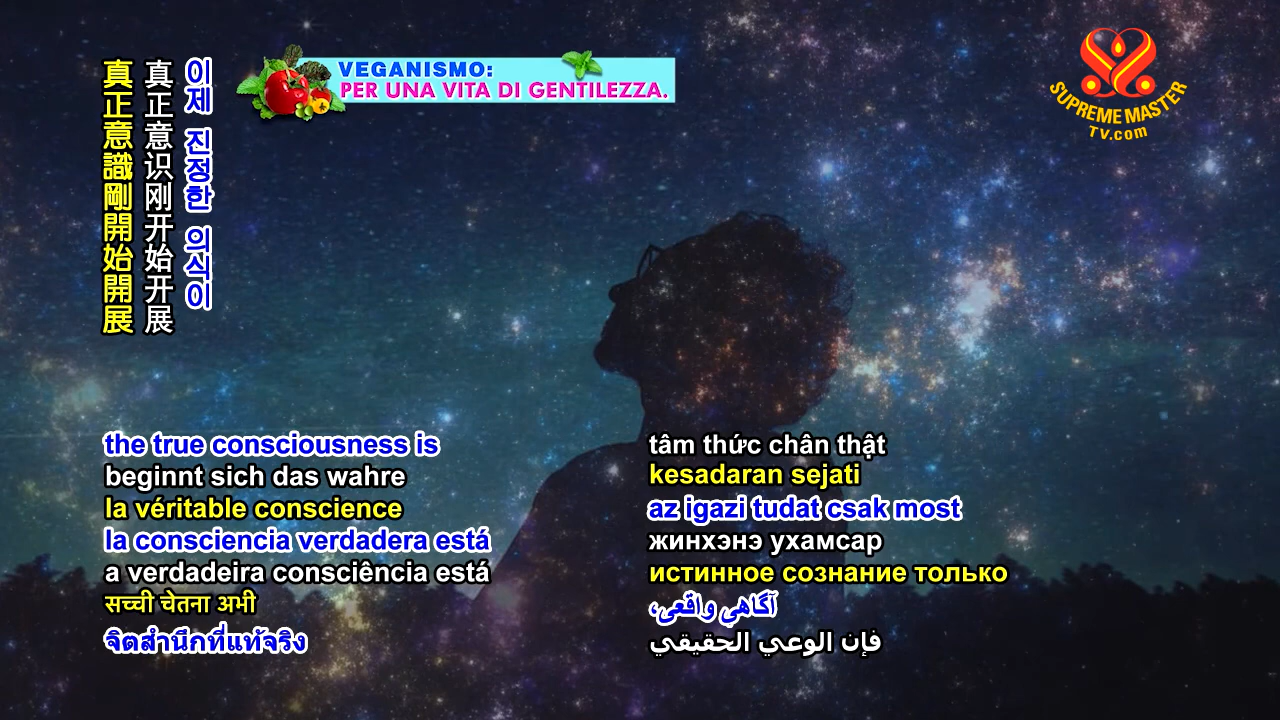 真正意識剛開始開展
真正意识刚开始开展
이제 진정한 의식이
VEGANISMO:
PER UNA VITA DI GENTILEZZA.
SUPREME MASTER
TV.com
the true consciousness is
beginnt sich das wahre
la véritable conscience
la consciencia verdadera está
a verdadeira consciência está
सच्ची चेतना अभी
จิตสำนึกที่แท้จริง
tâm thức chân thật
kesadaran sejati
az igazi tudat csak most
жинхэнэ ухамсар
истинное сознание только
آگاهیِ واقعی،
فإن الوعي الحقيقي